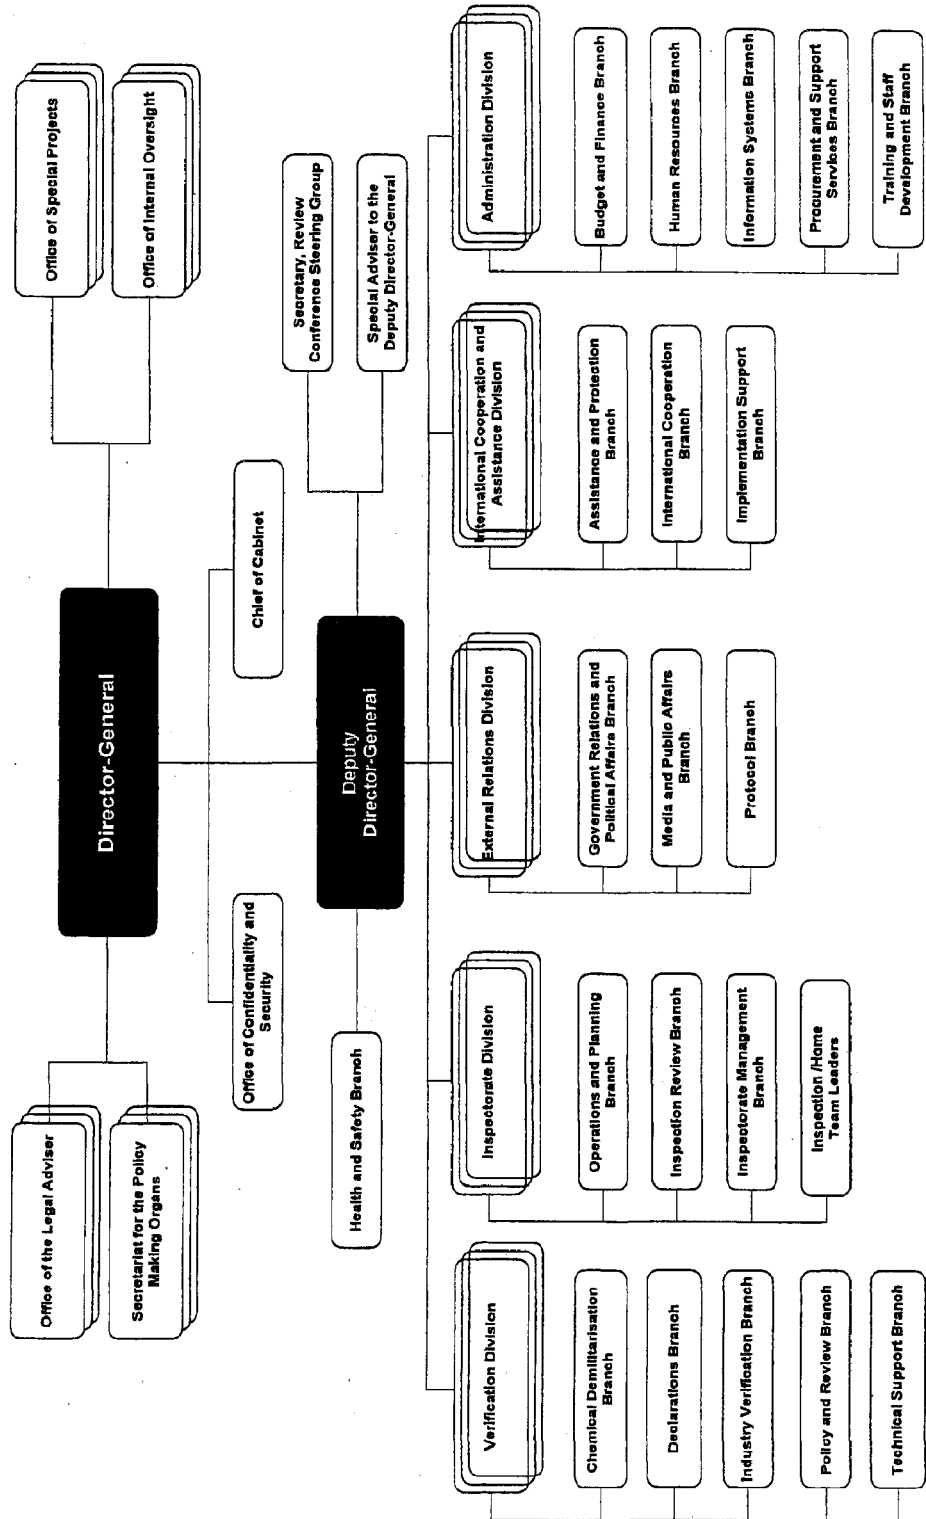 Director-General
Office of the Legal Adviser
Secretariat for the Policy
Making Organs
Office of Special Projects
Office of Internal Oversight
Office of Confidentiality and
Security
Chief of Cabinet
Deputy
Director-General
Health and Safety Branch
Secretary, Review
Conference Steering Group
Special Adviser to the
Deputy Director-General
Verification Division
Chemical Demilitarisation
Branch
Declarations Branch
Industry Verification Branch
Policy and Review Branch
Technical Support Branch
Inspectorate Division
Operations and Planning
Branch
Inspection Review Branch
Inspectorate Management
Branch
Inspection /Home
Team Leaders
External Relations Division
Government Relations and
Political Affairs Branch
Media and Public Affairs
Branch
Protocol Branch
International Cooperation and
Assistance Division
Assistance and Protection
Branch
International Cooperation
Branch
Implementation Support
Branch
Administration Division
Budget and Finance Branch
Human Resources Branch
Information Systems Branch
Procurement and Support
Services Branch
Training and Staff
Development Branch